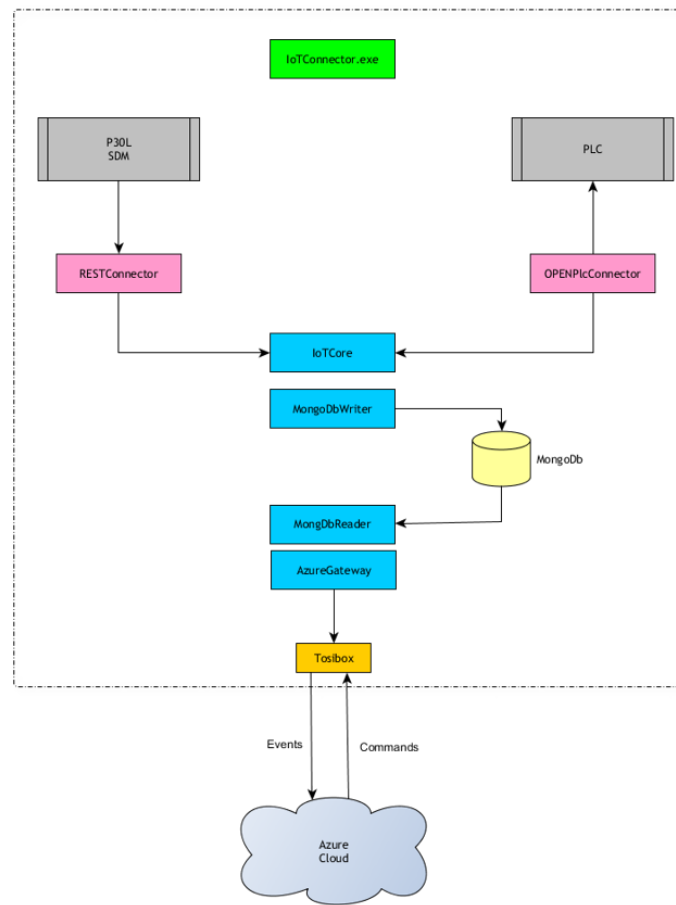 IoTConnector.exe
P30L
SDM
PLC
RESTConnector
OPENPlcConnector
IoTCore
MongoDbWriter
MongoDb
MongDbReader
AzureGateway
Tosibox
Events
Commands
Azure
Cloud